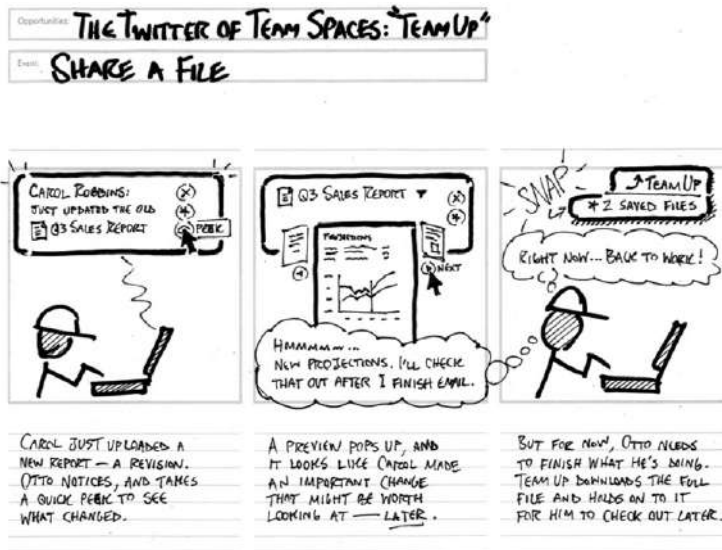 Opportunities: THE TWITTER OF TEAM SPACES: "TEAM UP"
Event: SHARE A FILE
CAROL ROBBINS:
JUST UPDATED THE OLD
Q3 SALES REPORT
PEEK
Q3 SALES REPORT
PROJECTIONS
NEXT
HMMMMM...
NEW PROJECTIONS. I'LL CHECK
THAT OUT AFTER I FINISH EMAIL.
SNAP
TEAM UP
* 2 SAVED FILES
RIGHT NOW... BACK TO WORK!
CAROL JUST UPLOADED A
NEW REPORT — A REVISION.
OTTO NOTICES, AND TAKES
A QUICK PEEK TO SEE
WHAT CHANGED.
A PREVIEW POPS UP, AND
IT LOOKS LIKE CAROL MADE
AN IMPORTANT CHANGE
THAT MIGHT BE WORTH
LOOKING AT — LATER.
BUT FOR NOW, OTTO NEEDS
TO FINISH WHAT HE'S DOING.
TEAM UP DOWNLOADS THE FULL
FILE AND HOLDS ON TO IT
FOR HIM TO CHECK OUT LATER.